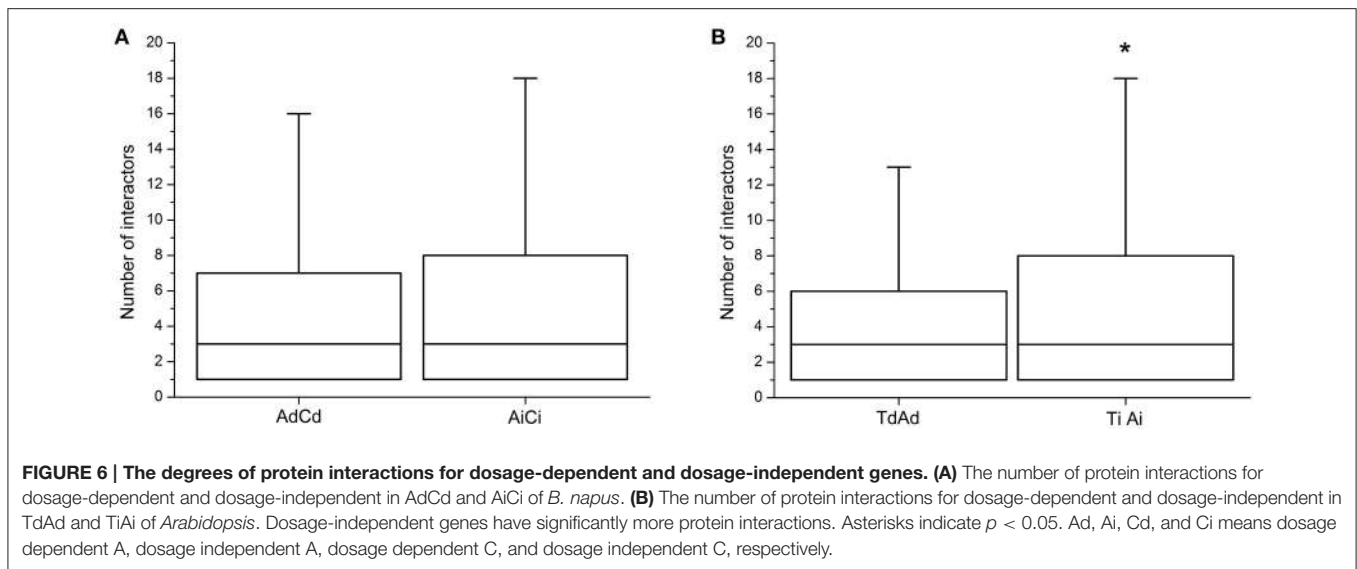 A
20
18
16
14
12
10
8
6
4
2
0
Number of interactors
AdCd AiCi
B
*
20
18
16
14
12
10
8
6
4
2
0
Number of interactors
TdAd Ti Ai
FIGURE 6 | The degrees of protein interactions for dosage-dependent and dosage-independent genes. (A) The number of protein interactions for
dosage-dependent and dosage-independent in AdCd and AiCi of B. napus. (B) The number of protein interactions for dosage-dependent and dosage-independent in
TdAd and TiAi of Arabidopsis. Dosage-independent genes have significantly more protein interactions. Asterisks indicate p < 0.05. Ad, Ai, Cd, and Ci means dosage
dependent A, dosage independent A, dosage dependent C, and dosage independent C, respectively.